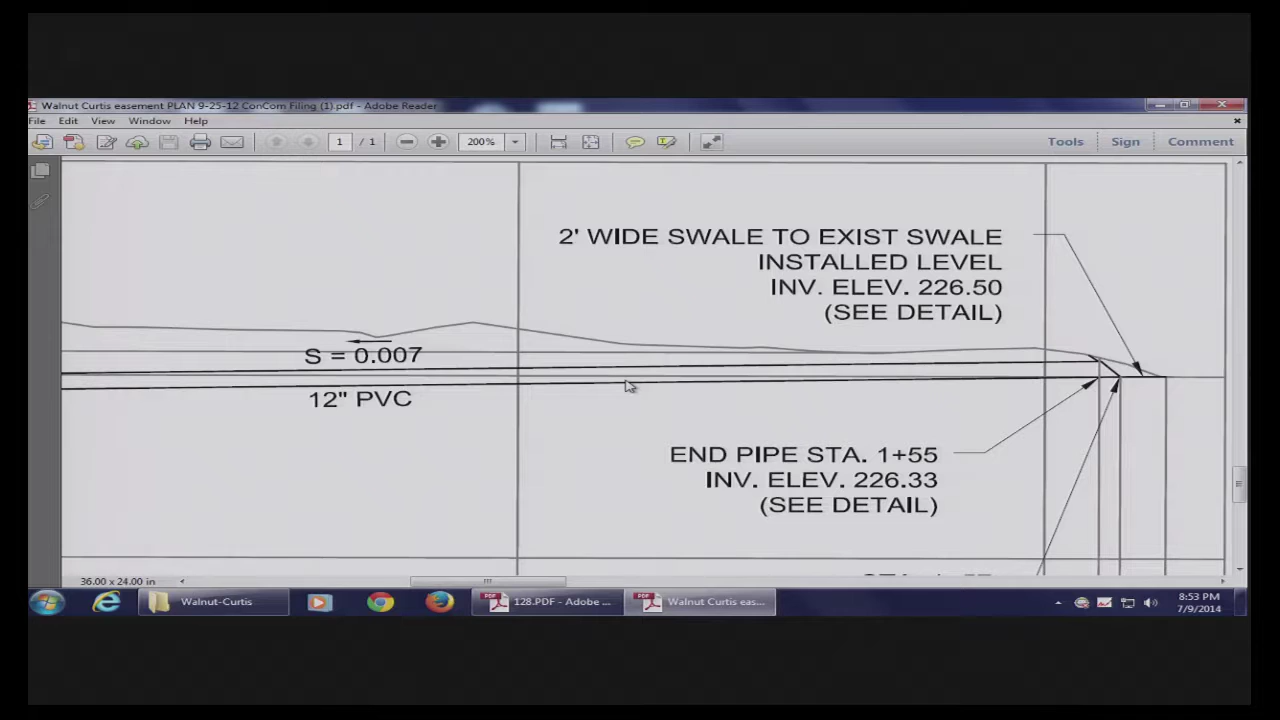 Walnut Curtis easement PLAN 9-25-12 ConCom Filing (1).pdf - Adobe Reader
File Edit View Window Help
1 / 1
200%
Tools Sign Comment
2' WIDE SWALE TO EXIST SWALE
INSTALLED LEVEL
INV. ELEV. 226.50
(SEE DETAIL)
S = 0.007
12" PVC
END PIPE STA. 1+55
INV. ELEV. 226.33
(SEE DETAIL)
36.00 x 24.00 in
Walnut-Curtis
128.PDF - Adobe ...
Walnut Curtis eas...
8:53 PM
7/9/2014